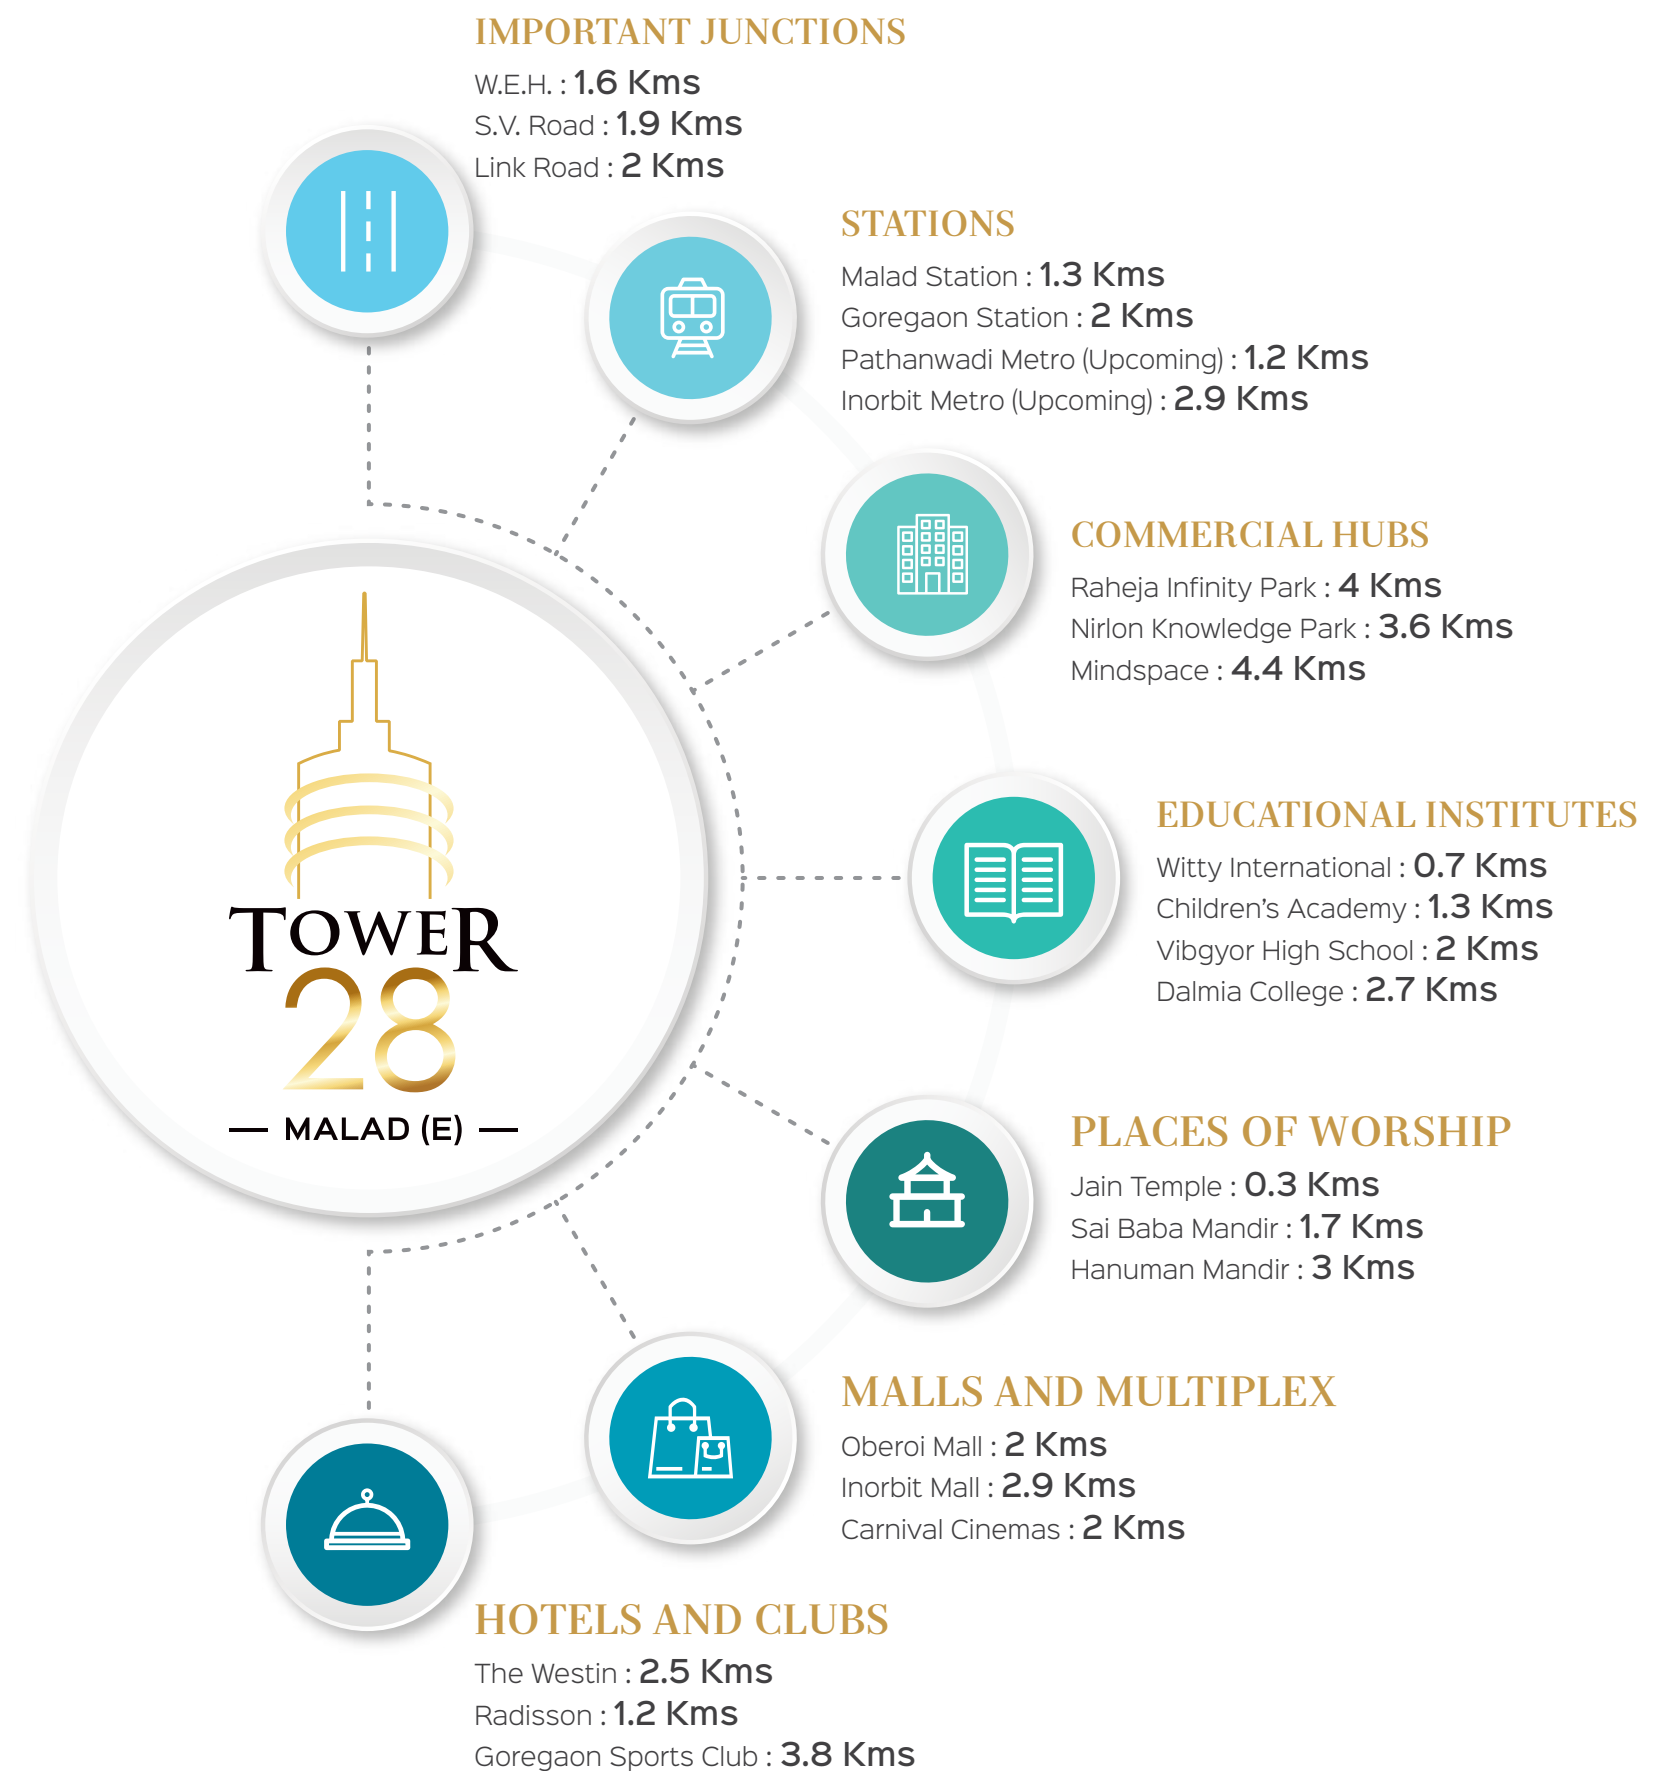 IMPORTANT JUNCTIONS
W.E.H. : 1.6 Kms
S.V. Road : 1.9 Kms
Link Road : 2 Kms
STATIONS
Malad Station : 1.3 Kms
Goregaon Station : 2 Kms
Pathanwadi Metro (Upcoming) : 1.2 Kms
Inorbit Metro (Upcoming) : 2.9 Kms
COMMERCIAL HUBS
Raheja Infinity Park : 4 Kms
Nirlon Knowledge Park : 3.6 Kms
Mindspace : 4.4 Kms
TOWER
28
MALAD (E)
EDUCATIONAL INSTITUTES
Witty International : 0.7 Kms
Children's Academy : 1.3 Kms
Vibgyor High School : 2 Kms
Dalmia College : 2.7 Kms
PLACES OF WORSHIP
Jain Temple : 0.3 Kms
Sai Baba Mandir : 1.7 Kms
Hanuman Mandir : 3 Kms
MALLS AND MULTIPLEX
Oberoi Mall : 2 Kms
Inorbit Mall : 2.9 Kms
Carnival Cinemas : 2 Kms
HOTELS AND CLUBS
The Westin : 2.5 Kms
Radisson : 1.2 Kms
Goregaon Sports Club : 3.8 Kms